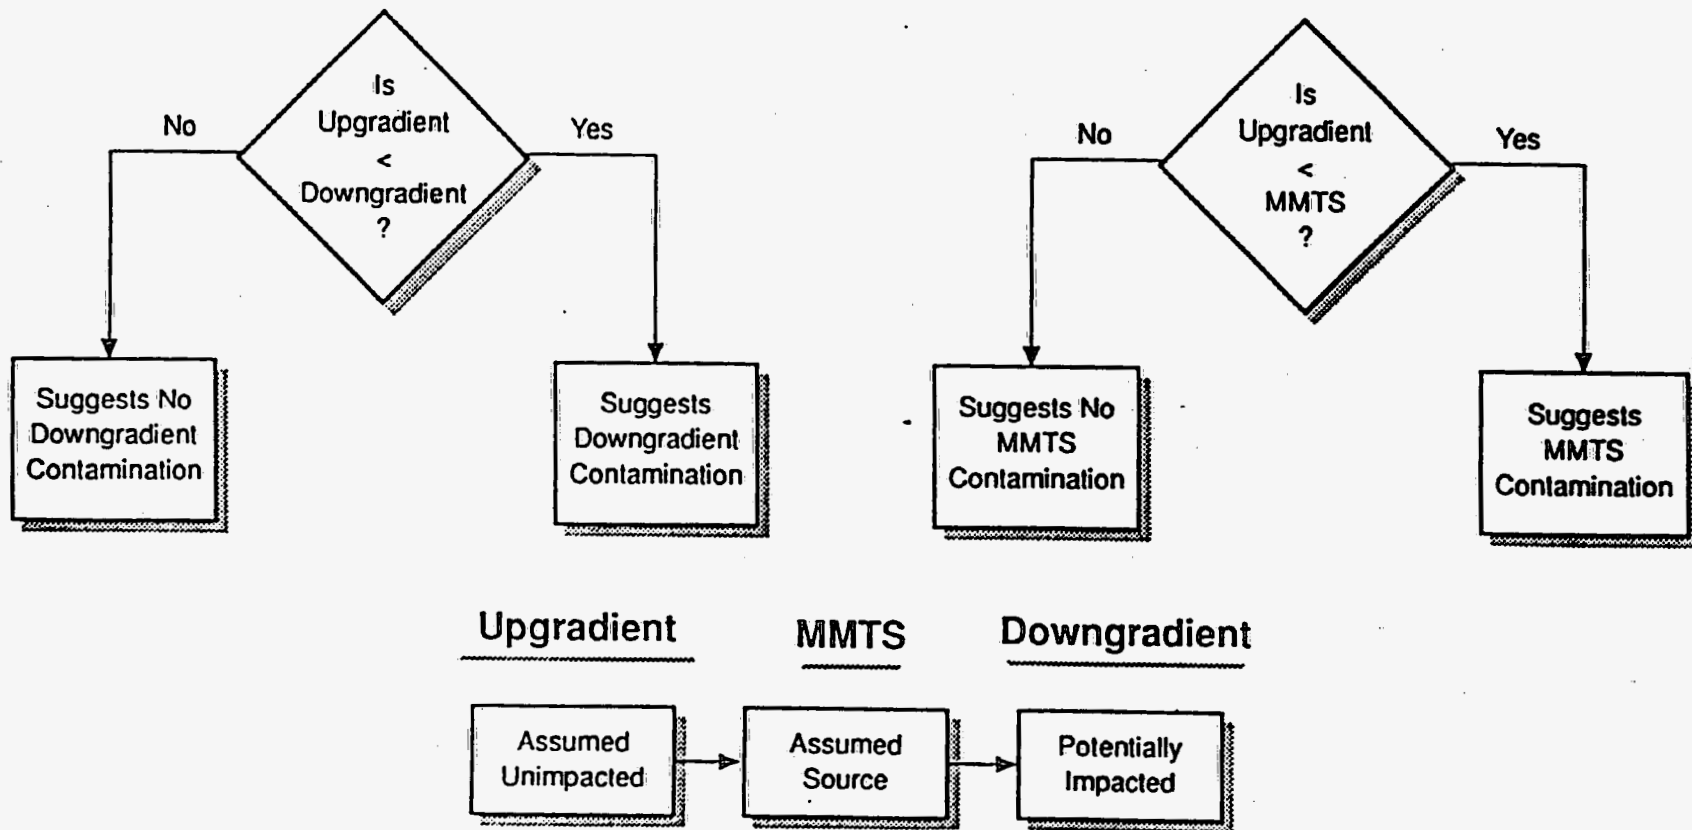 Is
Upgradient
<
Downgradient
?
No
Yes
Suggests No
Downgradient
Contamination
Suggests
Downgradient
Contamination
Is
Upgradient
<
MMTS
?
No
Yes
Suggests No
MMTS
Contamination
Suggests
MMTS
Contamination
Upgradient
MMTS
Downgradient
Assumed
Unimpacted
Assumed
Source
Potentially
Impacted